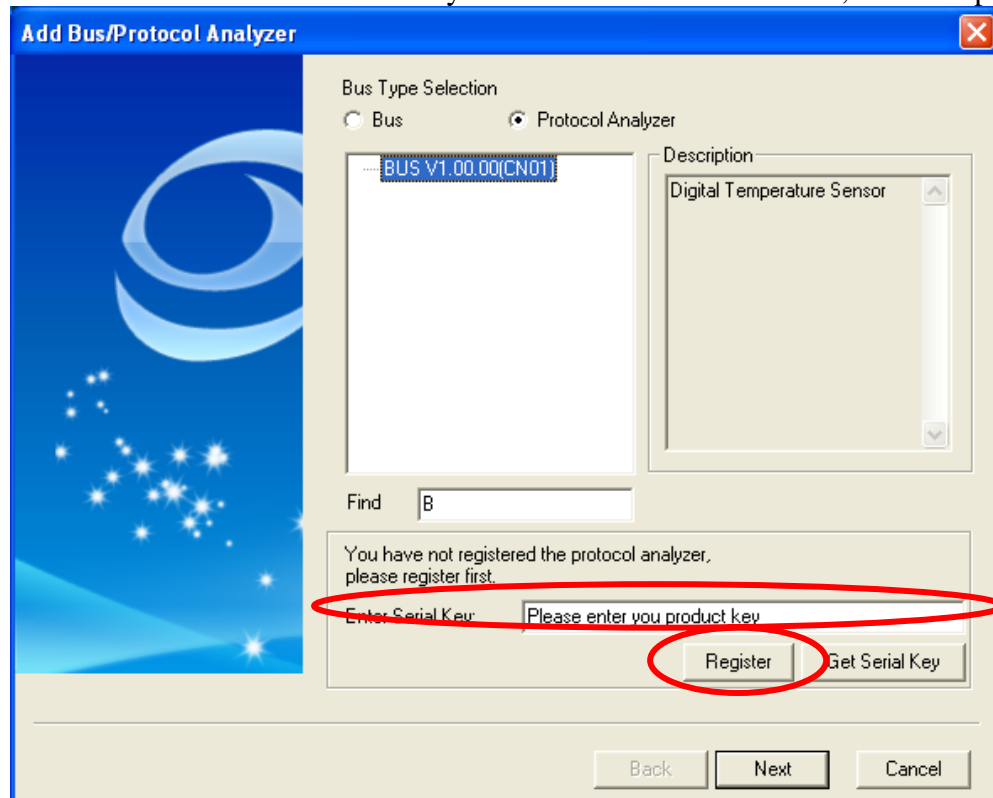 Add Bus/Protocol Analyzer
Bus Type Selection
Bus
Protocol Analyzer
BUS V1.00.00(CN01)
Description
Digital Temperature Sensor
Find
B
You have not registered the protocol analyzer,
please register first.
Enter Serial Key:
Please enter you product key
Register
Get Serial Key
Back
Next
Cancel